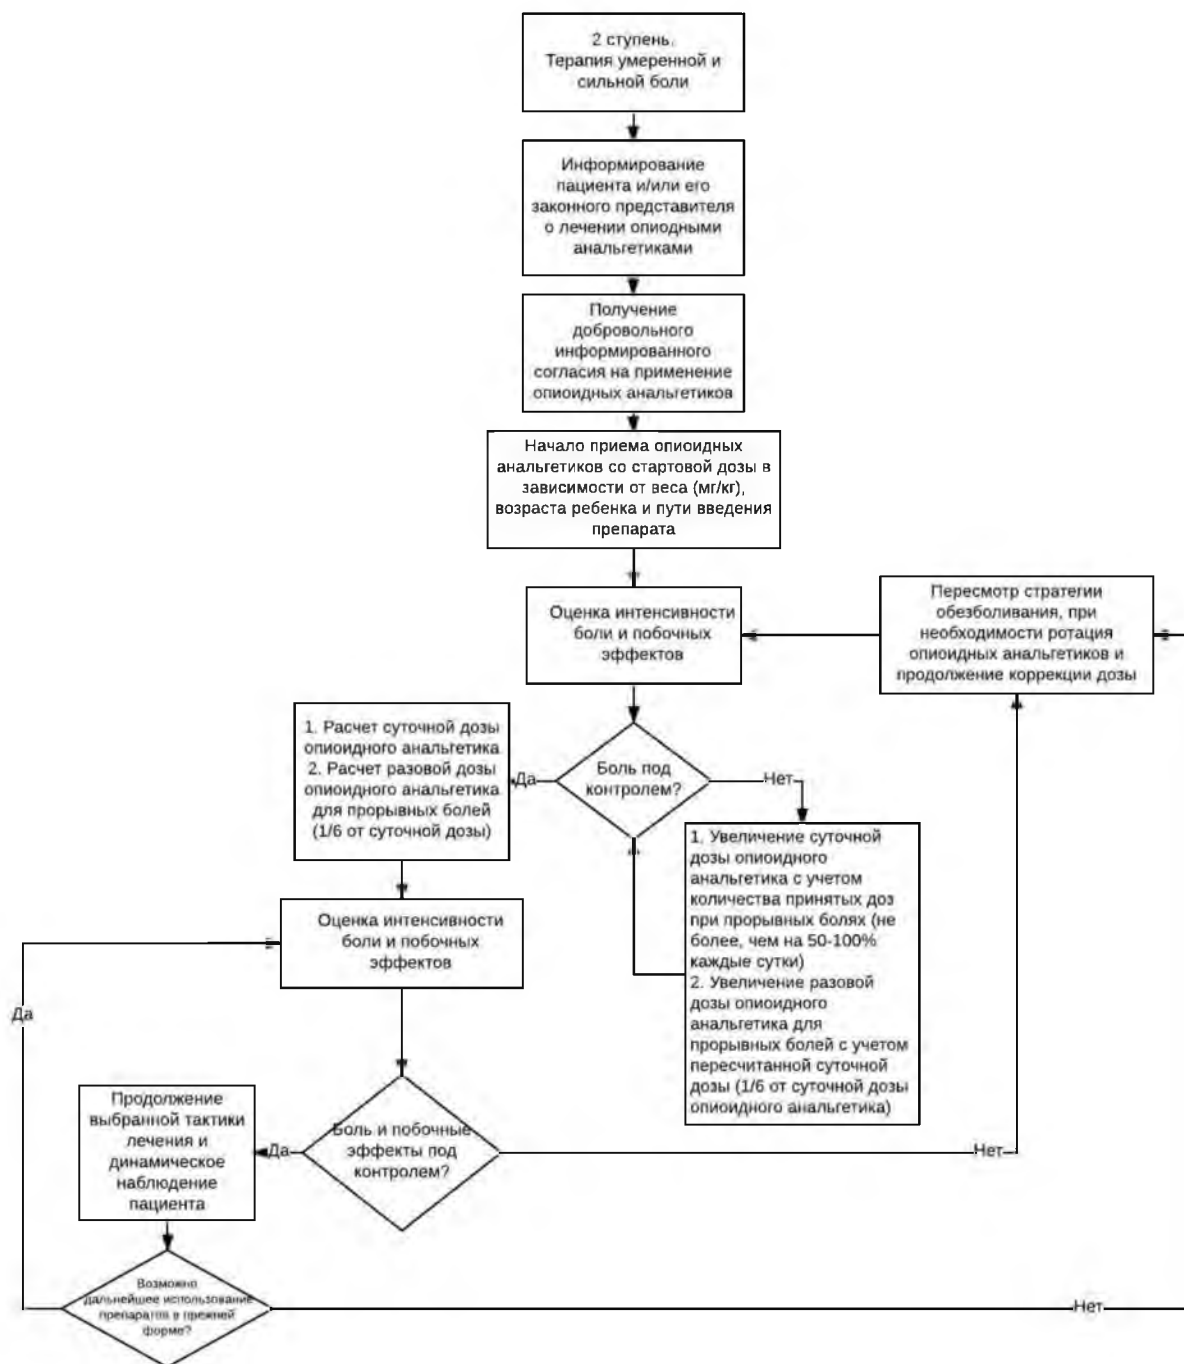 2 ступень.
Терапия умеренной и
сильной боли
Информирование
пациента и/или его
законного представителя
о лечении опиодными
анальгетиками
Получение
добровольного
информированного
согласия на применение
опиоидных анальгетиков
Начало приема опиоидных
анальгетиков со стартовой дозы в
зависимости от веса (мг/кг),
возраста ребенка и пути введения
препарата
Оценка интенсивности
боли и побочных
эффектов
Пересмотр стратегии
обезболивания, при
необходимости ротация
опиоидных анальгетиков и
продолжение коррекции дозы
Боль под
контролем?
Да
Нет
1. Расчет суточной дозы
опиоидного анальгетика
2. Расчет разовой дозы
опиоидного анальгетика
для прорывных болей
(1/6 от суточной дозы)
1. Увеличение суточной
дозы опиоидного
анальгетика с учетом
количества принятых доз
при прорывных болях (не
более, чем на 50-100%
каждые сутки)
2. Увеличение разовой
дозы опиоидного
анальгетика для
прорывных болей с учетом
пересчитанной суточной
дозы (1/6 от суточной дозы
опиоидного анальгетика)
Оценка интенсивности
боли и побочных
эффектов
Да
Боль и побочные
эффекты под
контролем?
Да
Нет
Продолжение
выбранной тактики
лечения и
динамическое
наблюдение
пациента
Возможно
дальнейшее использование
препаратов в прежней
форме?
Нет